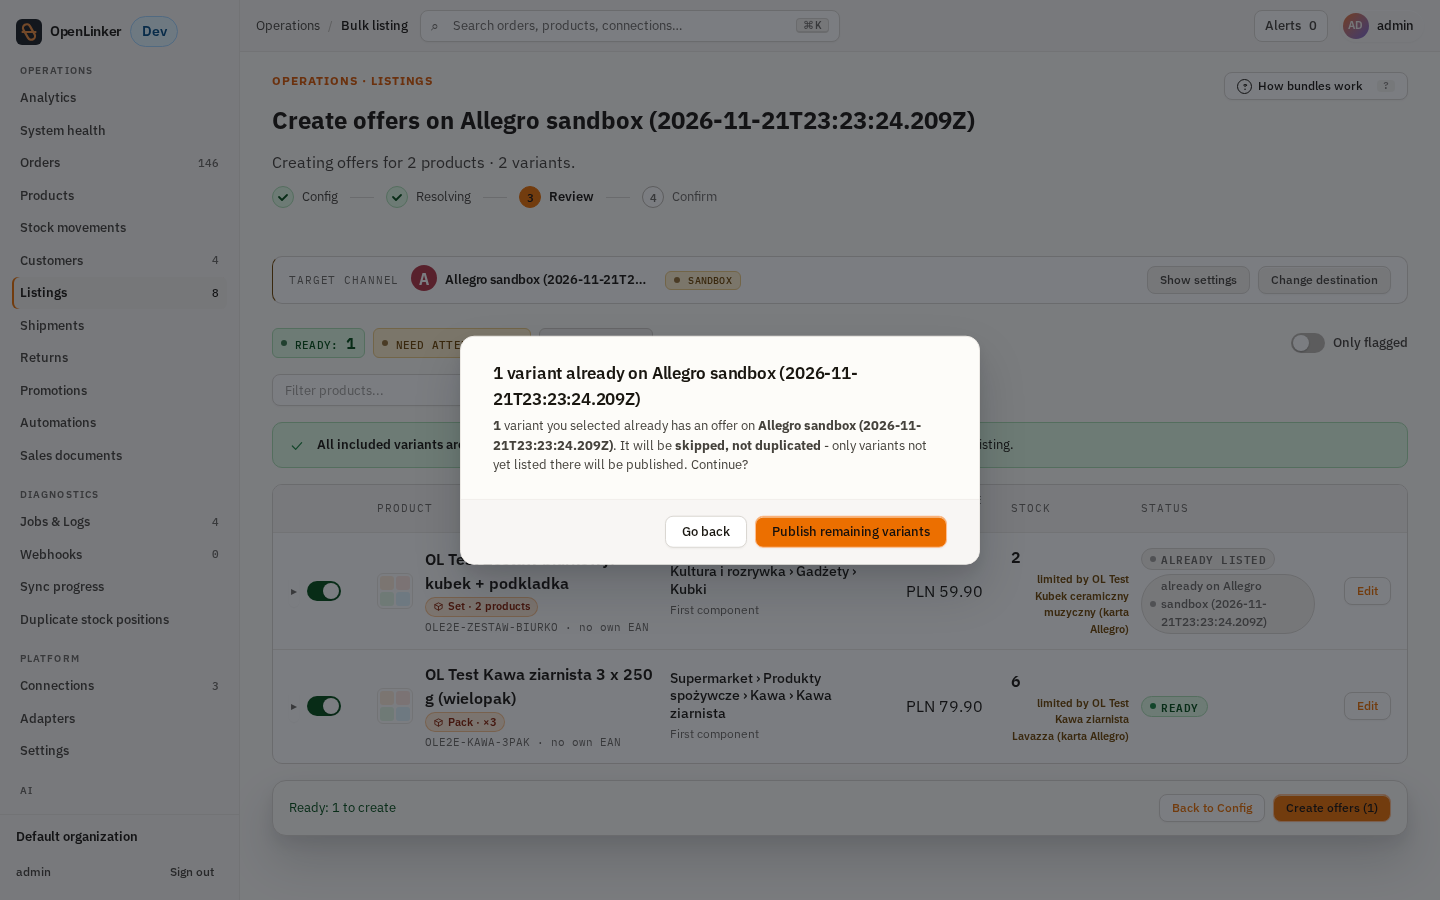 OpenLinker
Dev
OPERATIONS
Analytics
System health
Orders 146
Products
Stock movements
Customers 4
Listings 8
Shipments
Returns
Promotions
Automations
Sales documents
DIAGNOSTICS
Jobs & Logs 4
Webhooks 0
Sync progress
Duplicate stock positions
PLATFORM
Connections 3
Adapters
Settings
AI
Default organization
admin Sign out
Operations / Bulk listing
Search orders, products, connections... ⌘K
Alerts 0
AD admin
OPERATIONS · LISTINGS
How bundles work ?
Create offers on Allegro sandbox (2026-11-21T23:23:24.209Z)
Creating offers for 2 products · 2 variants.
Config
Resolving
3 Review
4 Confirm
TARGET CHANNEL A Allegro sandbox (2026-11-21T2... SANDBOX
Show settings
Change destination
READY: 1
NEED ATTE
Only flagged
Filter products...
All included variants are
isting.
1 variant already on Allegro sandbox (2026-11-
21T23:23:24.209Z)
1 variant you selected already has an offer on Allegro sandbox (2026-11-
21T23:23:24.209Z). It will be skipped, not duplicated - only variants not
yet listed there will be published. Continue?
Go back
Publish remaining variants
PRODUCT STOCK STATUS
OL Te
kubek + podkladka
Set · 2 products
OLE2E-ZESTAW-BIURKO · no own EAN
Kultura i rozrywka › Gadżety ›
Kubki
First component
PLN 59.90
2
limited by OL Test
Kubek ceramiczny
muzyczny (karta
Allegro)
ALREADY LISTED
already on Allegro
sandbox (2026-11-
21T23:23:24.209Z)
Edit
OL Test Kawa ziarnista 3 x 250
g (wielopak)
Pack · ×3
OLE2E-KAWA-3PAK · no own EAN
Supermarket › Produkty
spożywcze › Kawa › Kawa
ziarnista
First component
PLN 79.90
6
limited by OL Test
Kawa ziarnista
Lavazza (karta Allegro)
READY
Edit
Ready: 1 to create
Back to Config
Create offers (1)